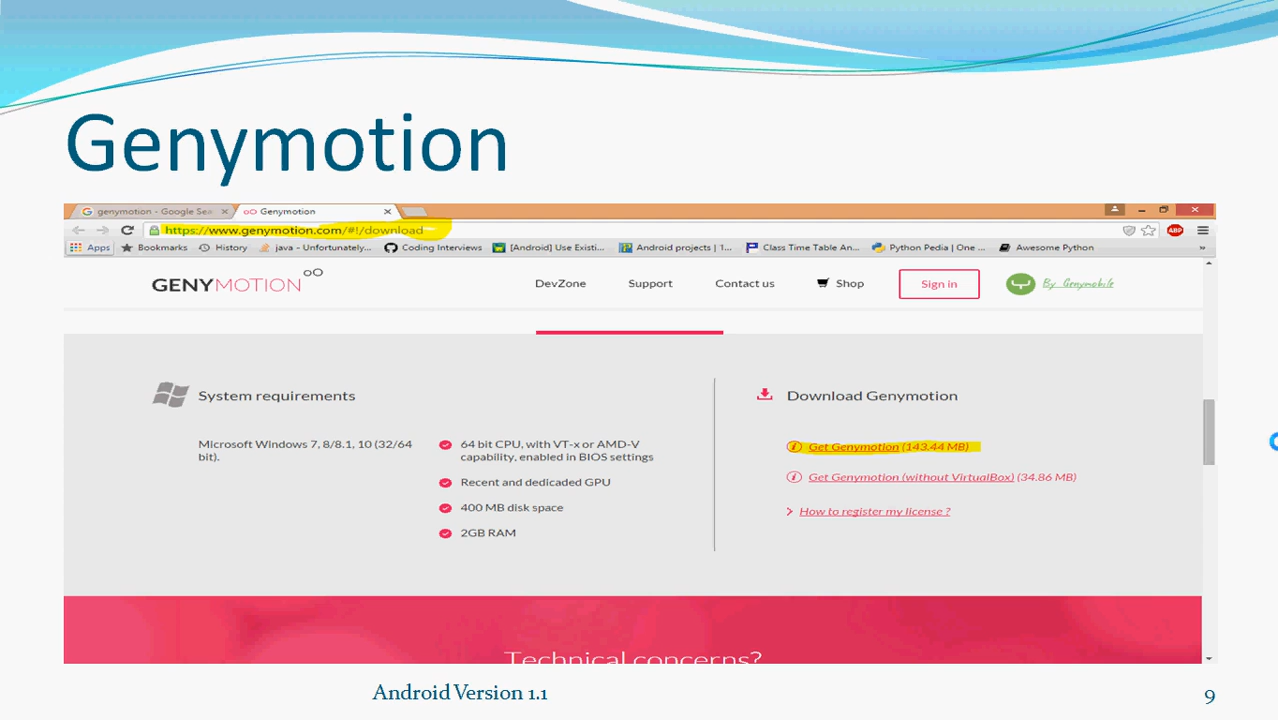 Genymotion
genymotion - Google Sea
Genymotion
https://www.genymotion.com/#!/download
ABP
Apps
Bookmarks
History
java - Unfortunately...
Coding Interviews
[Android] Use Existi...
Android projects | 1...
Class Time Table An...
Python Pedia | One ...
Awesome Python
»
GENYMOTION
DevZone
Support
Contact us
Shop
Sign in
By Genymobile
System requirements
Microsoft Windows 7, 8/8.1, 10 (32/64
bit).
64 bit CPU, with VT-x or AMD-V
capability, enabled in BIOS settings
Recent and dedicaded GPU
400 MB disk space
2GB RAM
Download Genymotion
Get Genymotion (143.44 MB)
Get Genymotion (without VirtualBox) (34.86 MB)
How to register my license ?
Technical concerns?
Android Version 1.1
9